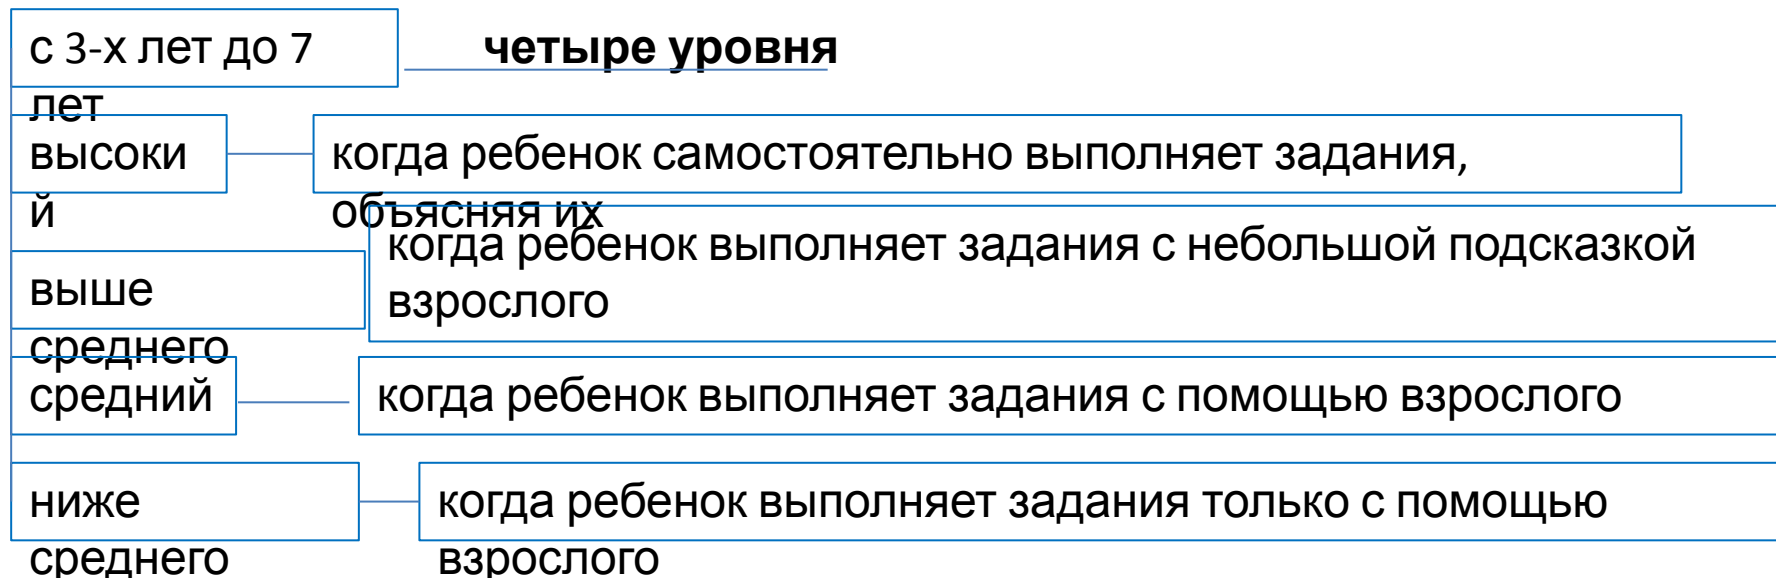 с 3-х лет до 7
лет
четыре уровня
высоки
й
когда ребенок самостоятельно выполняет задания,
объясняя их
выше
среднего
когда ребенок выполняет задания с небольшой подсказкой
взрослого
средний
когда ребенок выполняет задания с помощью взрослого
ниже
среднего
когда ребенок выполняет задания только с помощью
взрослого